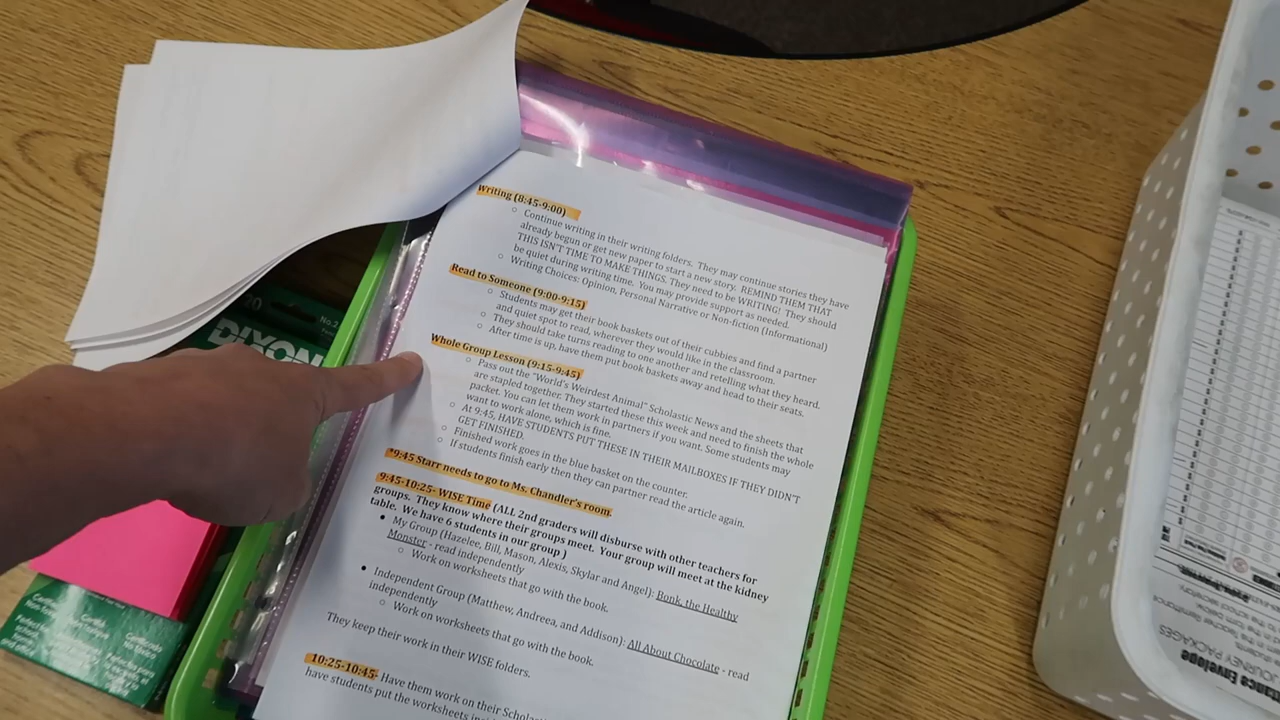 Writing (8:45-9:00)
Continue writing in their writing folders. They may continue stories they have
already begun or get new paper to start a new story. REMIND THEM THAT
THIS ISN'T TIME TO MAKE THINGS. They need to be WRITING! They should
be quiet during writing time. You may provide support as needed.
Writing Choices: Opinion, Personal Narrative or Non-fiction (Informational)
Read to Someone (9:00-9:15)
Students may get their book baskets out of their cubbies and find a partner
and quiet spot to read, wherever they would like in the classroom.
They should take turns reading to one another and retelling what they heard.
After time is up, have them put book baskets away and head to their seats.
Whole Group Lesson (9:15-9:45)
Pass out the "World's Weirdest Animal" Scholastic News and the sheets that
are stapled together. They started these this week and need to finish the whole
packet. You can let them work in partners if you want. Some students may
want to work alone, which is fine.
At 9:45, HAVE STUDENTS PUT THESE IN THEIR MAILBOXES IF THEY DIDN'T
GET FINISHED.
Finished work goes in the blue basket on the counter.
If students finish early then they can partner read the article again.
*9:45 Starr needs to go to Ms. Chandler's room.
9:45-10:25- WISE Time (ALL 2nd graders will disburse with other teachers for
groups. They know where their groups meet. Your group will meet at the kidney
table. We have 6 students in our group )
My Group (Hazelee, Bill, Mason, Alexis, Skylar and Angel): Bonk, the Healthy
Monster - read independently
Work on worksheets that go with the book.
Independent Group (Matthew, Andreea, and Addison): All About Chocolate - read
independently
Work on worksheets that go with the book.
They keep their work in their WISE folders.
10:25-10:45- Have them work on their
have students put the worksheets
DIXON
20
No.2
JOURNEY PACKAGES